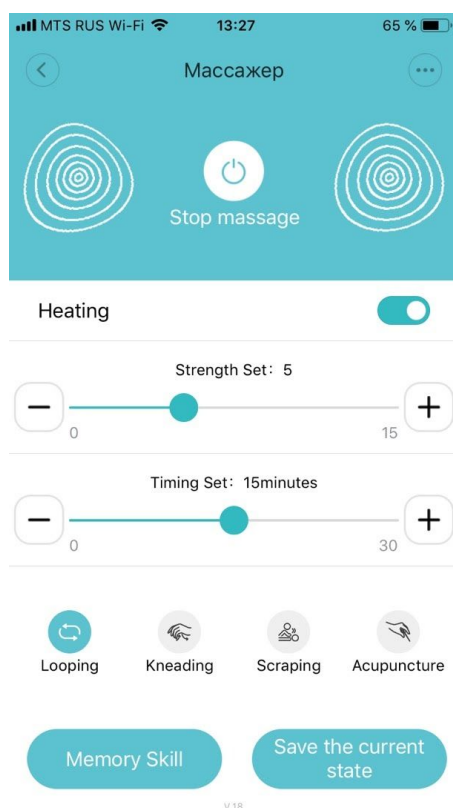 MTS RUS Wi-Fi 13:27 65 %
Массажер
Stop massage
Heating
Strength Set: 5
0 15
Timing Set: 15minutes
0 30
Looping Kneading Scraping Acupuncture
Memory Skill
Save the current
state
V.18